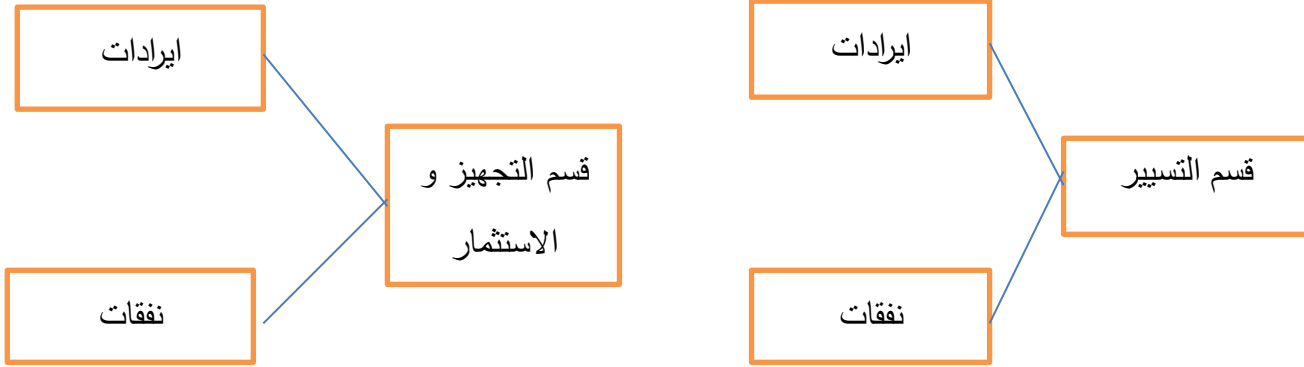 ايرادات
قسم التسيير
نفقات
ايرادات
قسم التجهيز و
الاستثمار
نفقات